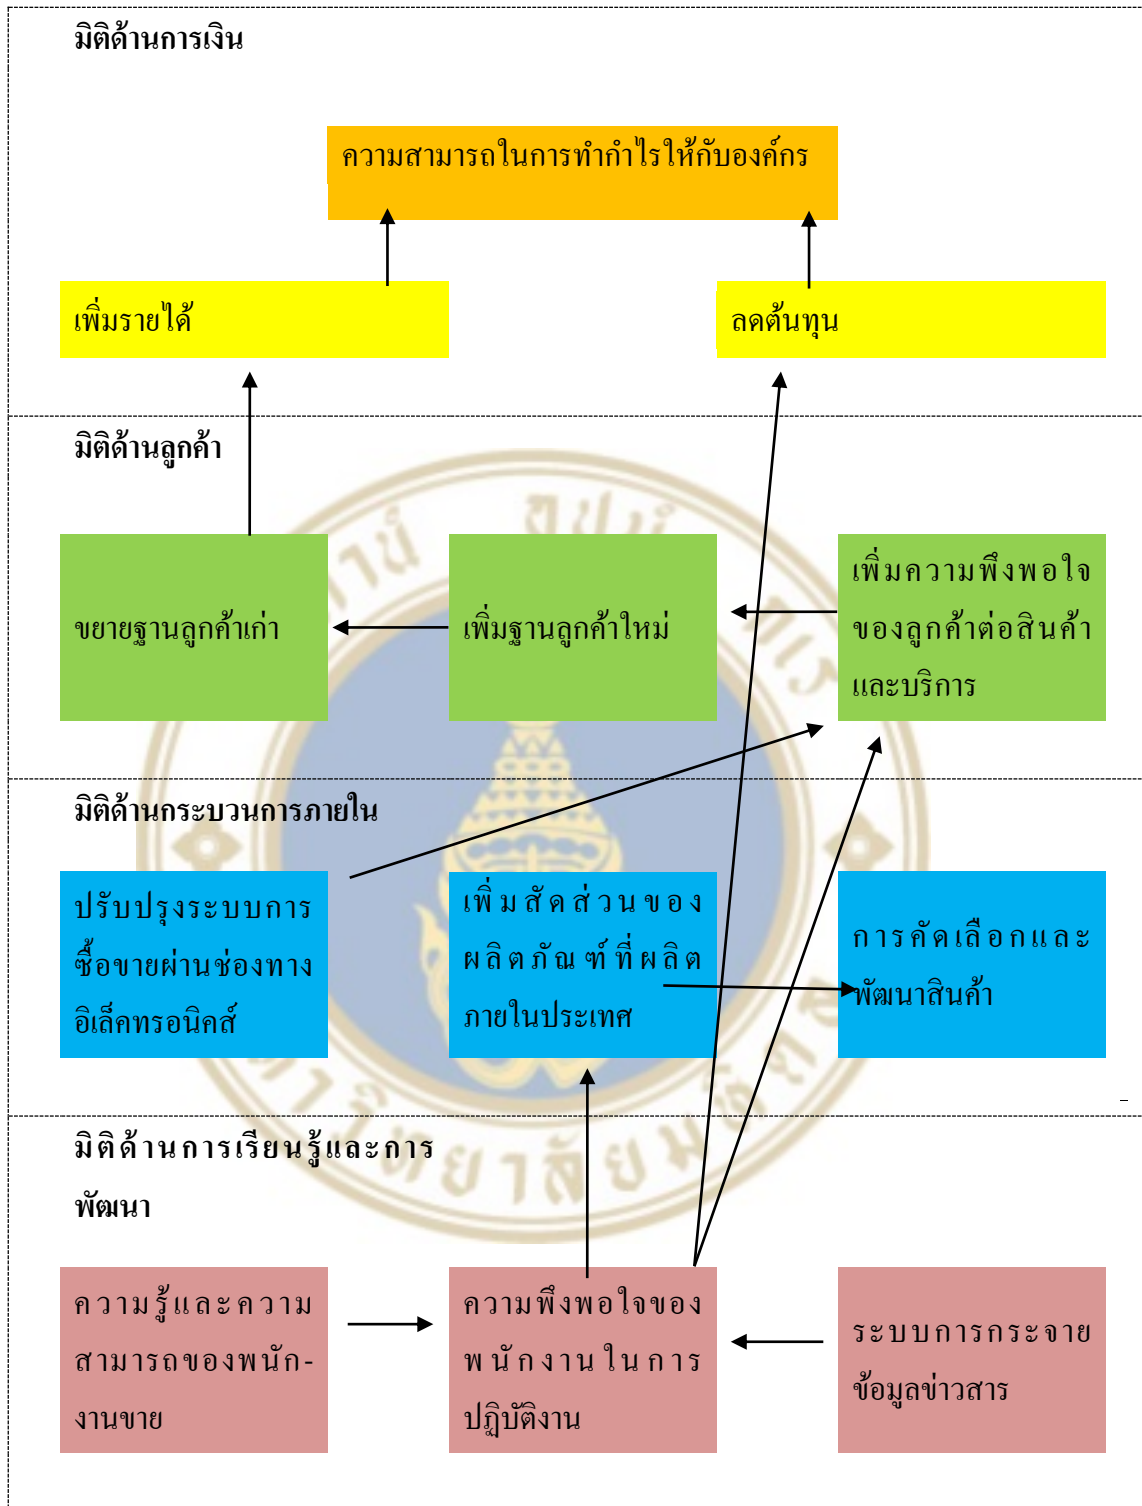 มิติด้านการเงิน
ความสามารถในการทำกำไรให้กับองค์กร
เพิ่มรายได้
ลดต้นทุน
มิติด้านลูกค้า
ขยายฐานลูกค้าเก่า
เพิ่มฐานลูกค้าใหม่
เพิ่มความพึงพอใจ
ของลูกค้าต่อสินค้า
และบริการ
มิติด้านกระบวนการภายใน
ปรับปรุงระบบการ
ซื้อขายผ่านช่องทาง
อิเล็คทรอนิคส์
เพิ่มสัดส่วนของ
ผลิตภัณฑ์ที่ผลิต
ภายในประเทศ
การคัดเลือกและ
พัฒนาสินค้า
มิติด้านการเรียนรู้และการ
พัฒนา
ความรู้และความ
สามารถของพนัก-
งานขาย
ความพึงพอใจของ
พนักงานในการ
ปฏิบัติงาน
ระบบการกระจาย
ข้อมูลข่าวสาร